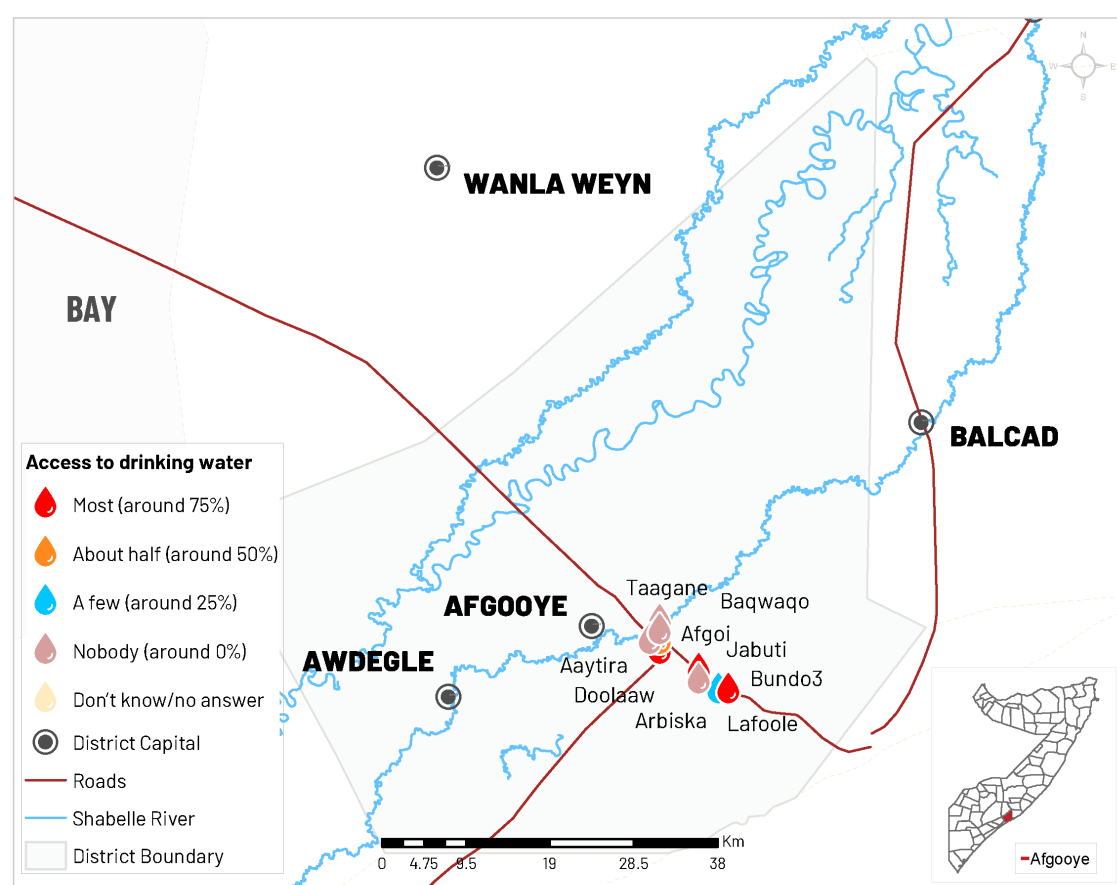 N
W E
S
WANLA WEYN
BAY
BALCAD
Access to drinking water
Most (around 75%)
About half (around 50%)
A few (around 25%)
Nobody (around 0%)
Don't know/no answer
District Capital
Roads
Shabelle River
District Boundary
Taagane
Baqwaqo
AFGOOYE
Afgoi
Jabuti
AWDEGLE
Aaytira
Bundo3
Doolaaw
Arbiska
Lafoole
Km
0 4.75 9.5 19 28.5 38
Afgooye